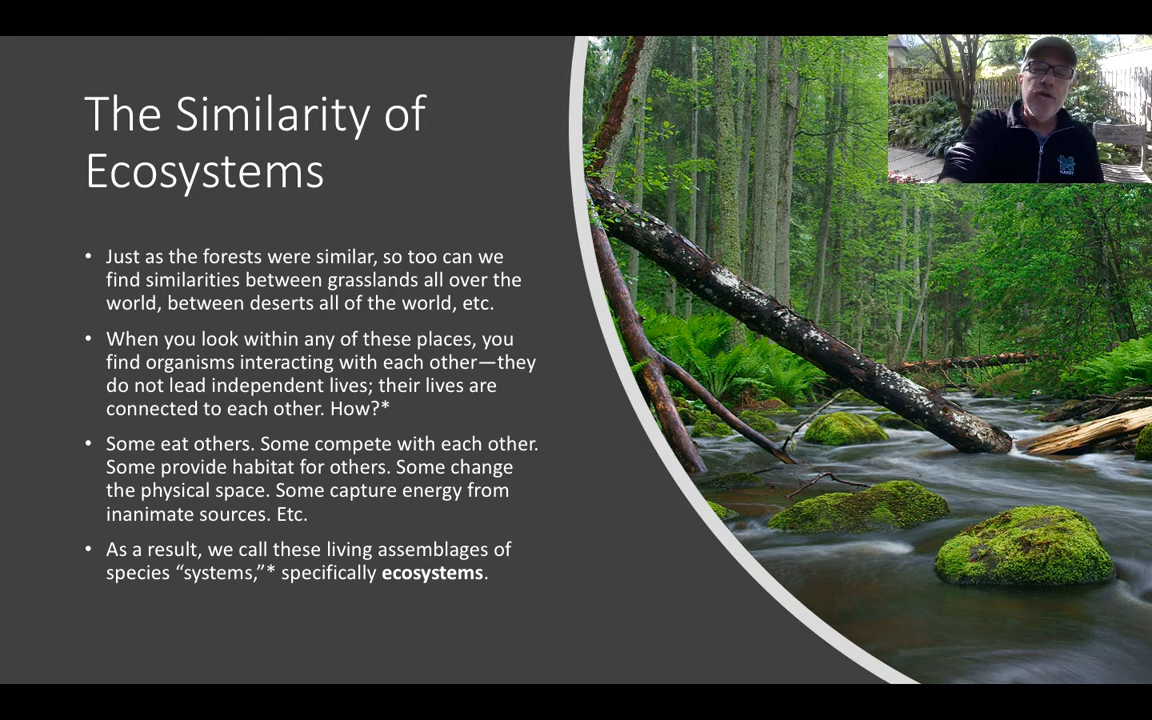 The Similarity of
Ecosystems
• Just as the forests were similar, so too can we
find similarities between grasslands all over the
world, between deserts all of the world, etc.
• When you look within any of these places, you
find organisms interacting with each other—they
do not lead independent lives; their lives are
connected to each other. How?*
• Some eat others. Some compete with each other.
Some provide habitat for others. Some change
the physical space. Some capture energy from
inanimate sources. Etc.
• As a result, we call these living assemblages of
species “systems,”* specifically ecosystems.